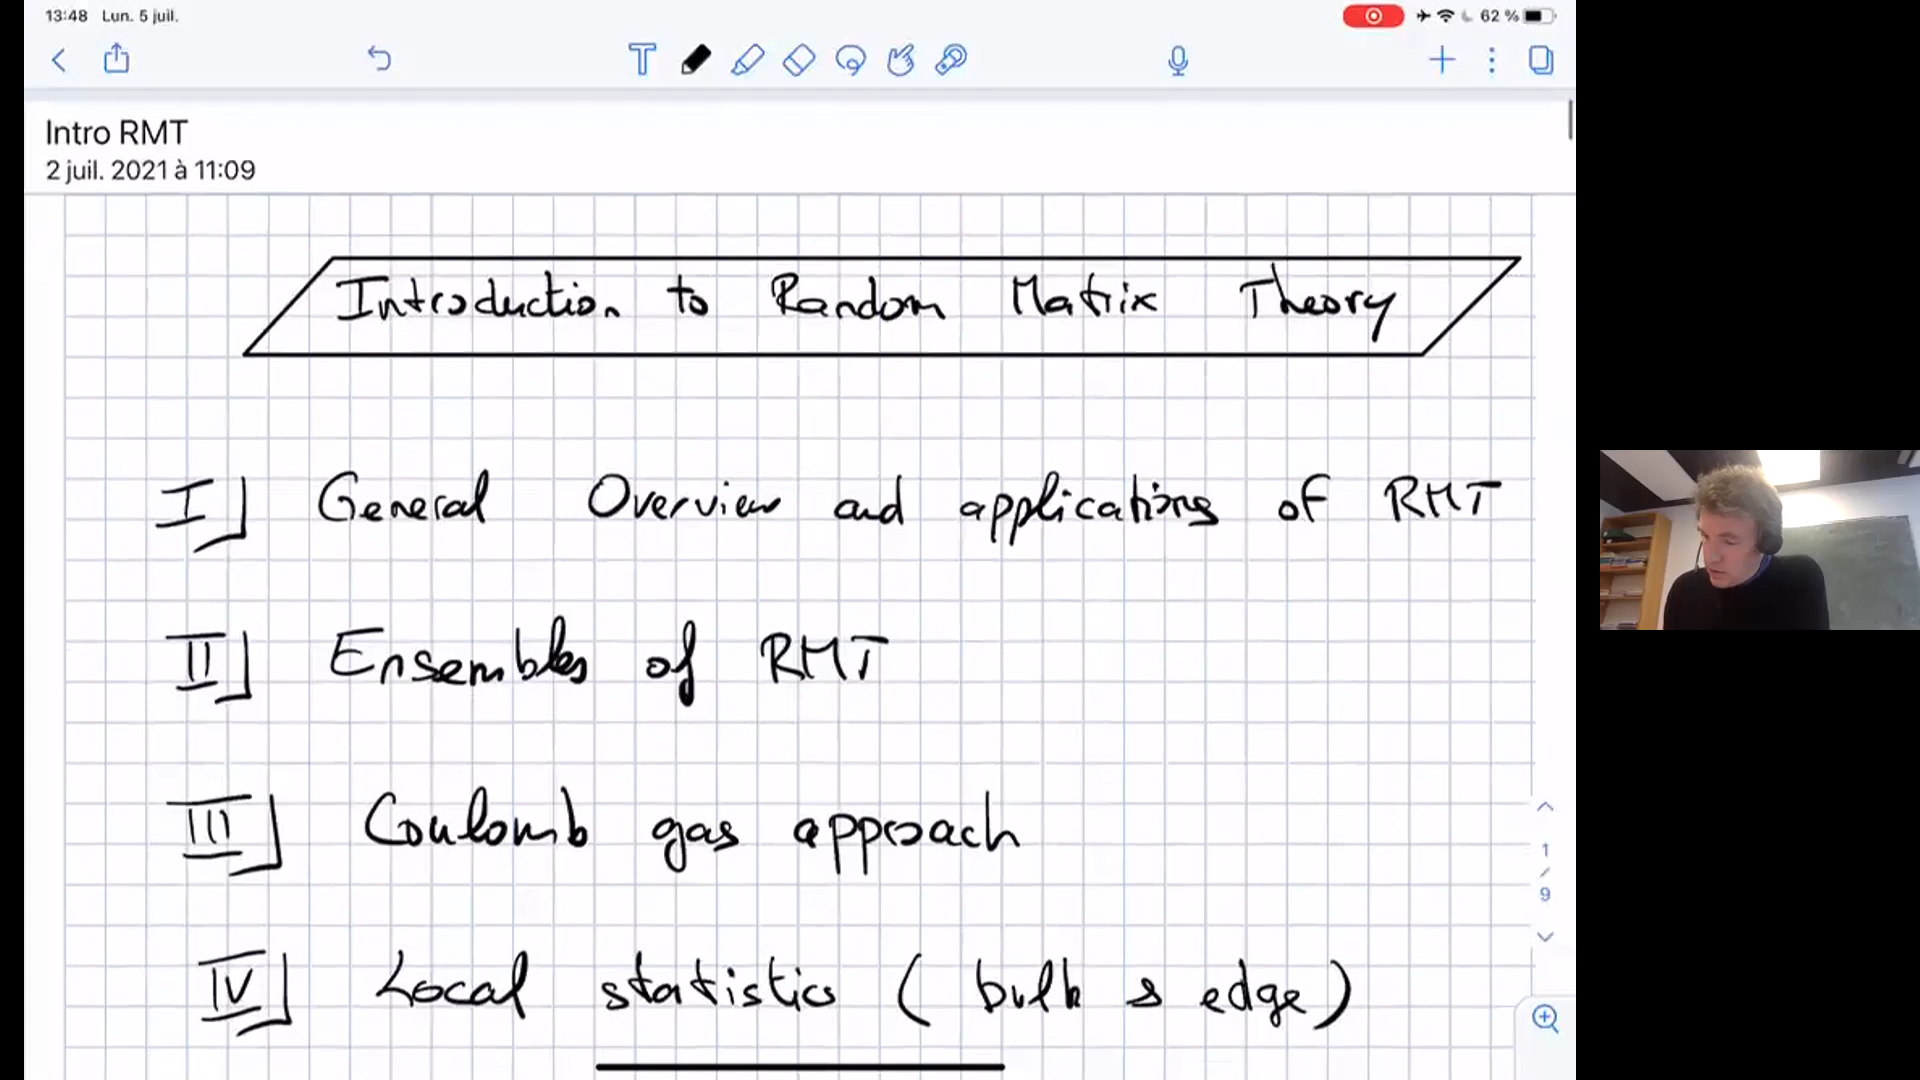 13:48 Lun. 5 juil.
62 %
Intro RMT
2 juil. 2021 à 11:09
Introduction to Random Matrix Theory
I] General Overview and applications of RMT
II] Ensembles of RMT
III] Coulomb gas approach
IV] Local statistics ( bulk & edge )
1
/
9